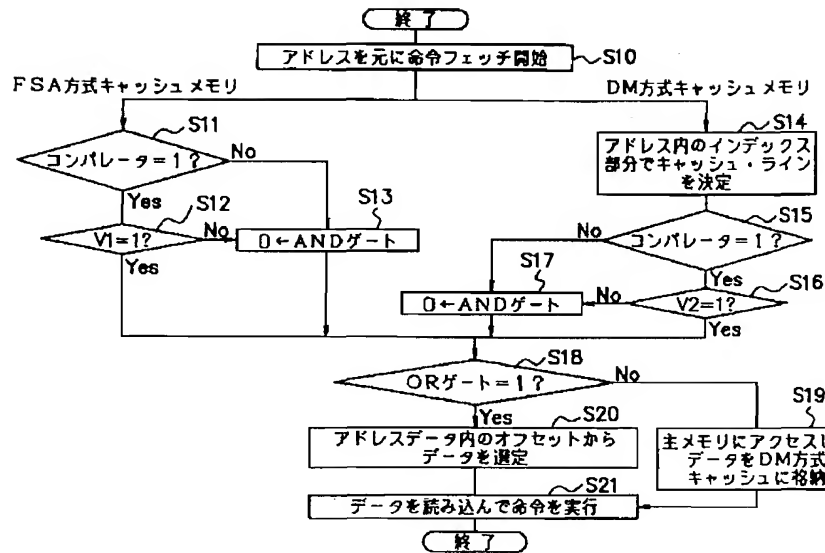 終了
アドレスを元に命令フェッチ開始
S10
FSA方式キャッシュメモリ
DM方式キャッシュメモリ
S11
コンパレータ=1?
No
Yes
S14
アドレス内のインデックス
部分でキャッシュ・ライン
を決定
S12
V1=1?
No
Yes
S13
0←ANDゲート
S15
コンパレータ=1?
No
Yes
S17
0←ANDゲート
S16
V2=1?
No
Yes
S18
ORゲート=1?
No
Yes
S20
アドレスデータ内のオフセットから
データを選定
S19
主メモリにアクセスし
データをDM方式
キャッシュに格納
S21
データを読み込んで命令を実行
終了